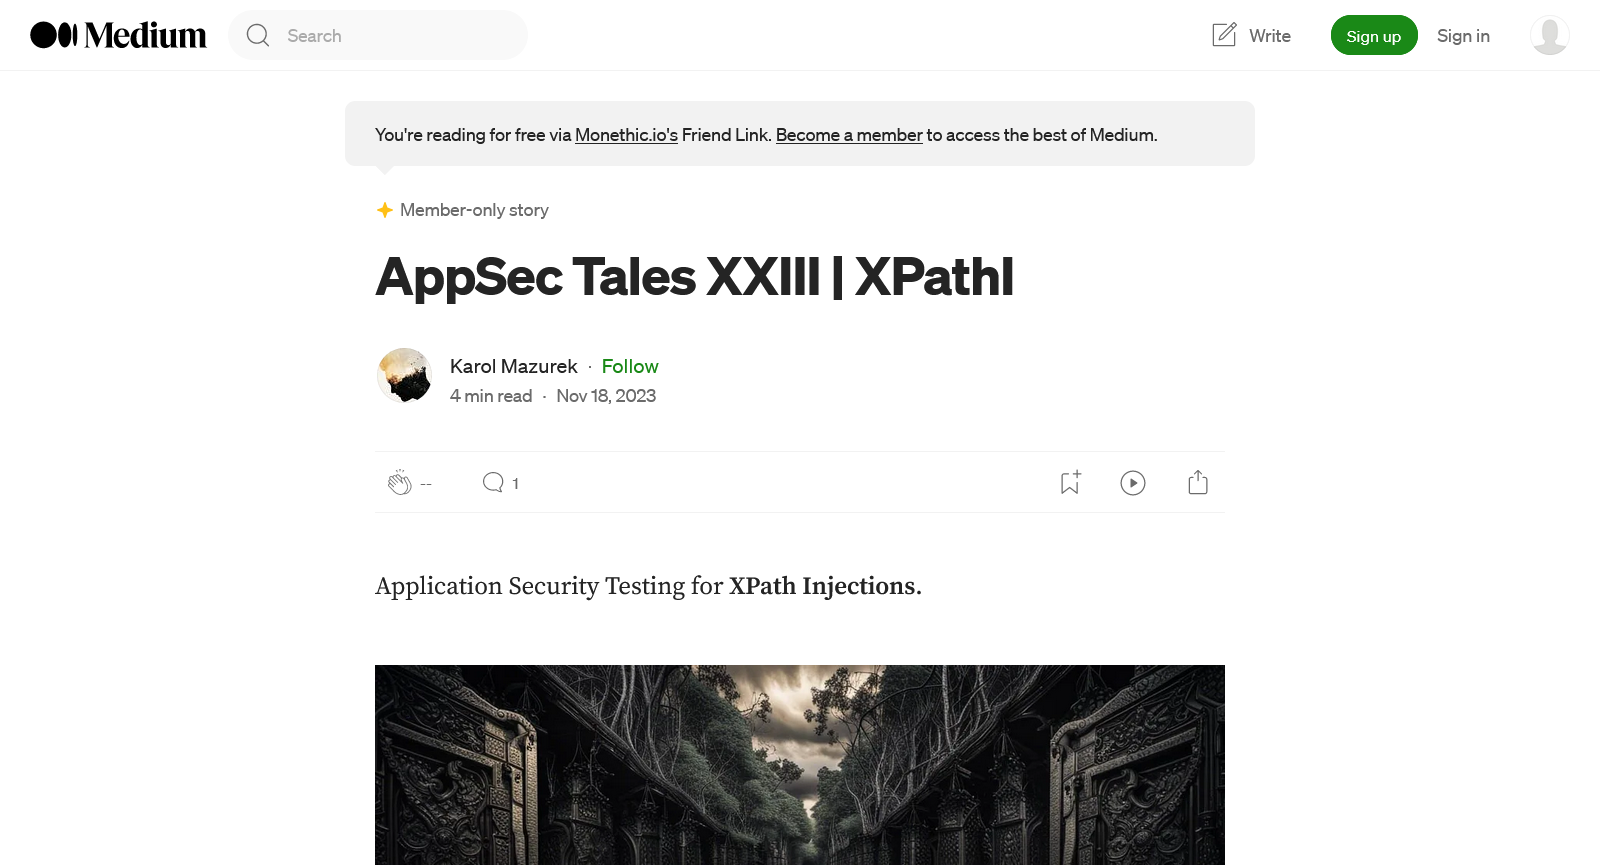 Medium
Search
Write
Sign up
Sign in
You're reading for free via Monethic.io's Friend Link. Become a member to access the best of Medium.
Member-only story
AppSec Tales XXIII | XPathI
Karol Mazurek · Follow
4 min read · Nov 18, 2023
--
1
Application Security Testing for XPath Injections.